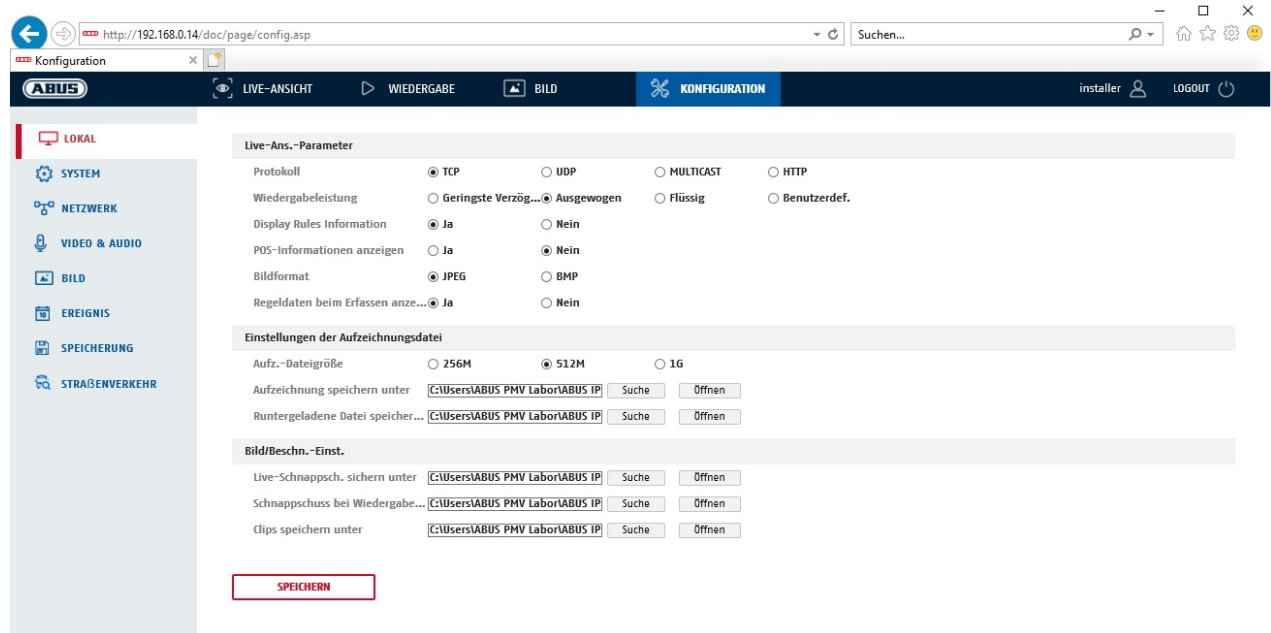 http://192.168.0.14/doc/page/config.asp Suchen...
Konfiguration
ABUS LIVE-ANSICHT WIEDERGABE BILD KONFIGURATION installer LOGOUT
LOKAL
SYSTEM
NETZWERK
VIDEO & AUDIO
BILD
EREIGNIS
SPEICHERUNG
STRAßENVERKEHR
Live-Ans.-Parameter
Protokoll TCP UDP MULTICAST HTTP
Wiedergabeleistung Geringste Verzög... Ausgewogen Flüssig Benutzerdef.
Display Rules Information Ja Nein
POS-Informationen anzeigen Ja Nein
Bildformat JPEG BMP
Regeldaten beim Erfassen anze... Ja Nein
Einstellungen der Aufzeichnungsdatei
Aufz.-Dateigröße 256M 512M 1G
Aufzeichnung speichern unter C:\Users\ABUS PMV Labor\ABUS IP Suche Öffnen
Runtergeladene Datei speicher... C:\Users\ABUS PMV Labor\ABUS IP Suche Öffnen
Bild/Beschn.-Einst.
Live-Schnappsch. sichern unter C:\Users\ABUS PMV Labor\ABUS IP Suche Öffnen
Schnappschuss bei Wiedergabe... C:\Users\ABUS PMV Labor\ABUS IP Suche Öffnen
Clips speichern unter C:\Users\ABUS PMV Labor\ABUS IP Suche Öffnen
SPEICHERN